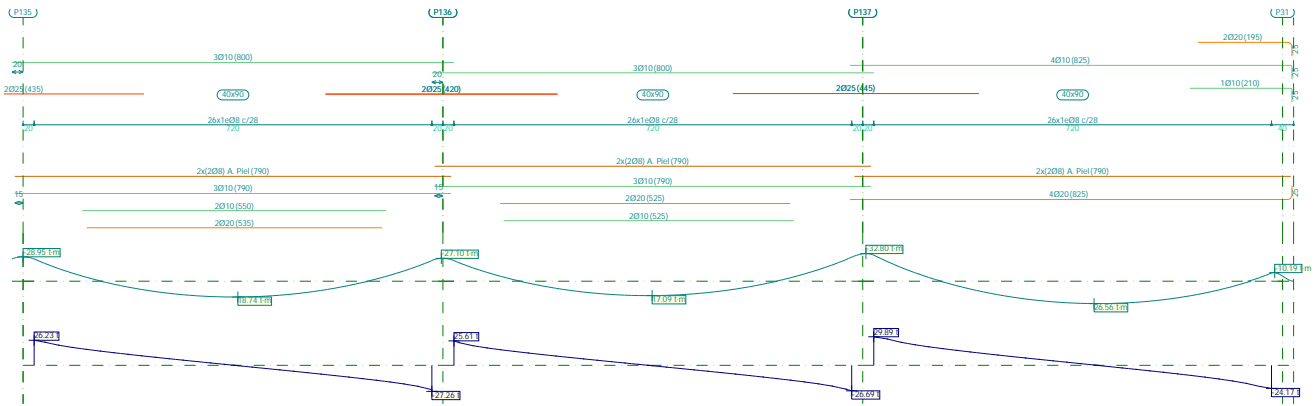 P135 P136 P137 P31
2Ø20(195)
25
3Ø10(800)
4Ø10(825)
20
20
3Ø10(800)
25
1Ø10(210)
2Ø25(435)
40x90
2Ø25(420)
40x90
2Ø25(445)
40x90
25
26x1eØ8 c/28
26x1eØ8 c/28
26x1eØ8 c/28
20 720 20 20 720 20 20 720 40
2x(2Ø8) A. Piel (790)
2x(2Ø8) A. Piel (790)
2x(2Ø8) A. Piel (790)
15
3Ø10(790)
15
3Ø10(790)
4Ø20(825)
25
2Ø10(550)
2Ø20(525)
2Ø20(535)
2Ø10(525)
-28.95 t·m
-27.10 t·m
-32.80 t·m
-10.19 t·m
18.74 t·m
17.09 t·m
26.56 t·m
26.23 t
25.61 t
29.89 t
-27.26 t
-26.69 t
-24.17 t